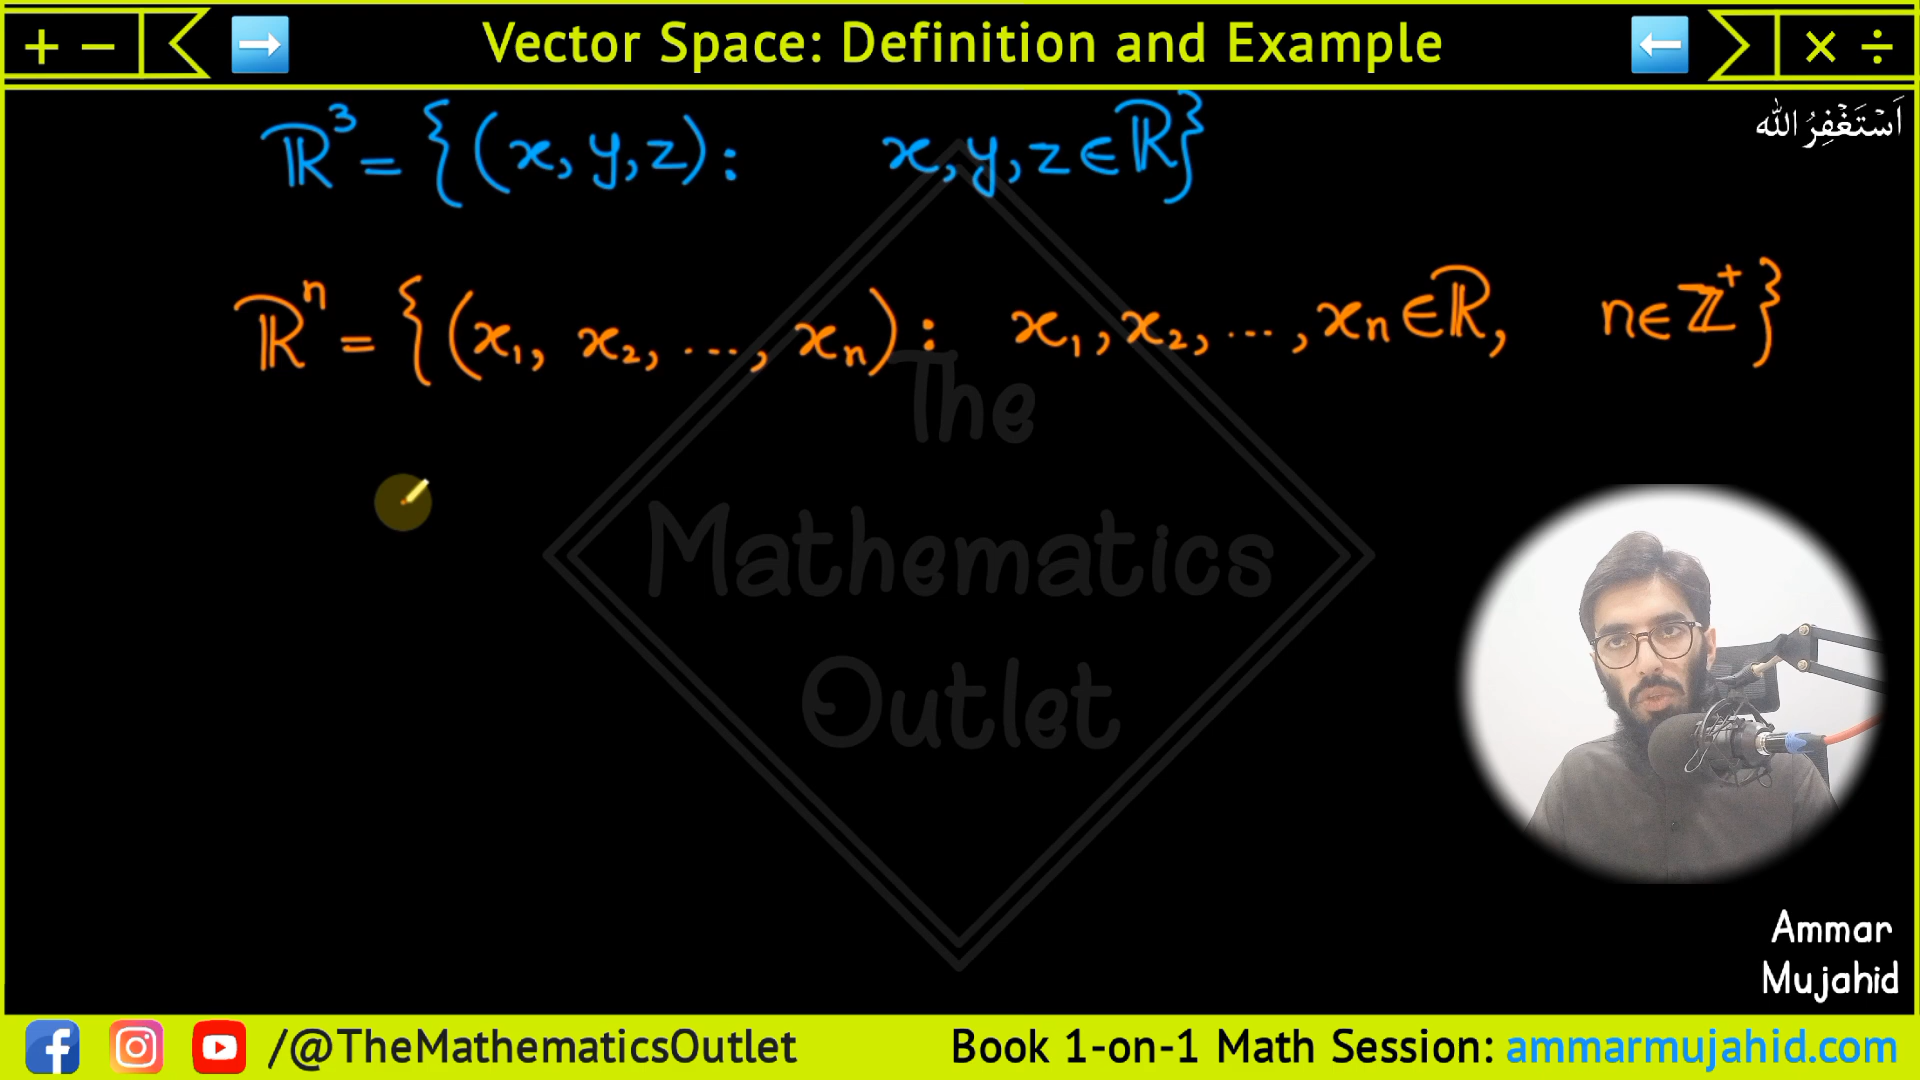 + − Vector Space: Definition and Example × ÷
اَسْتَغْفِرُ اللّٰه
ℝ³ = {(x, y, z): x, y, z ∈ ℝ}
ℝⁿ = {(x₁, x₂, ..., xₙ): x₁, x₂, ..., xₙ ∈ ℝ, n ∈ ℤ⁺}
The
Mathematics
Outlet
Ammar
Mujahid
/@TheMathematicsOutlet Book 1-on-1 Math Session: ammarmujahid.com